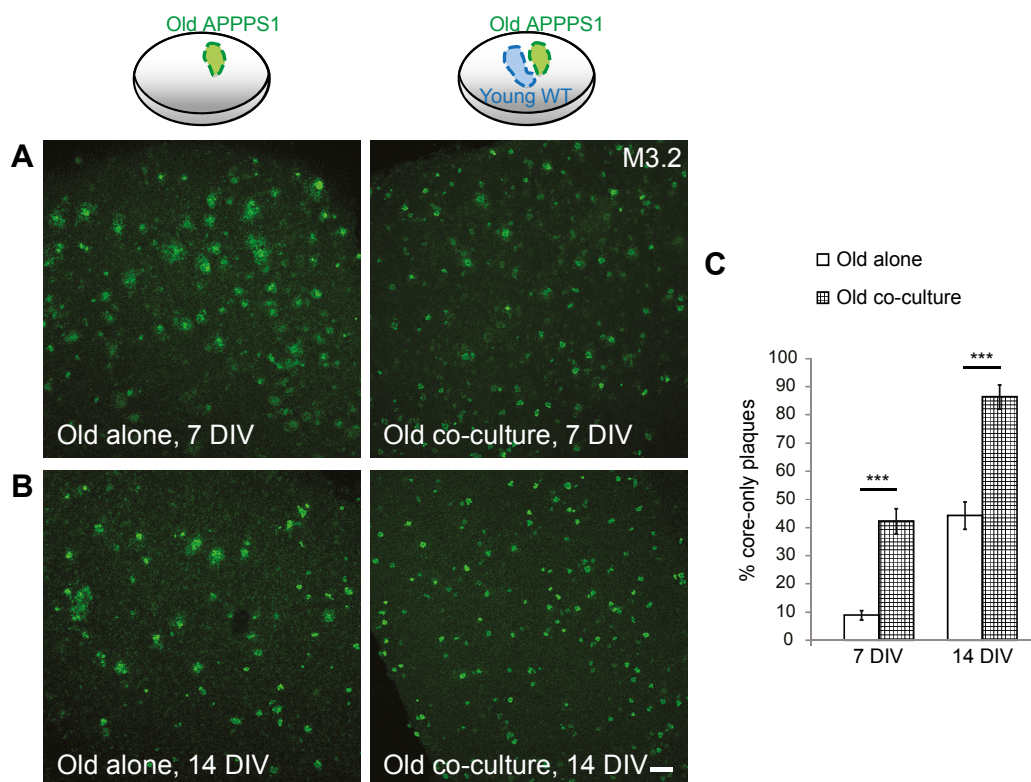 Old APPPS1
Old APPPS1
Young WT
A
M3.2
Old alone, 7 DIV
Old co-culture, 7 DIV
B
Old alone, 14 DIV
Old co-culture, 14 DIV
C
Old alone
Old co-culture
% core-only plaques
100
90
80
70
60
50
40
30
20
10
0
***
***
7 DIV
14 DIV